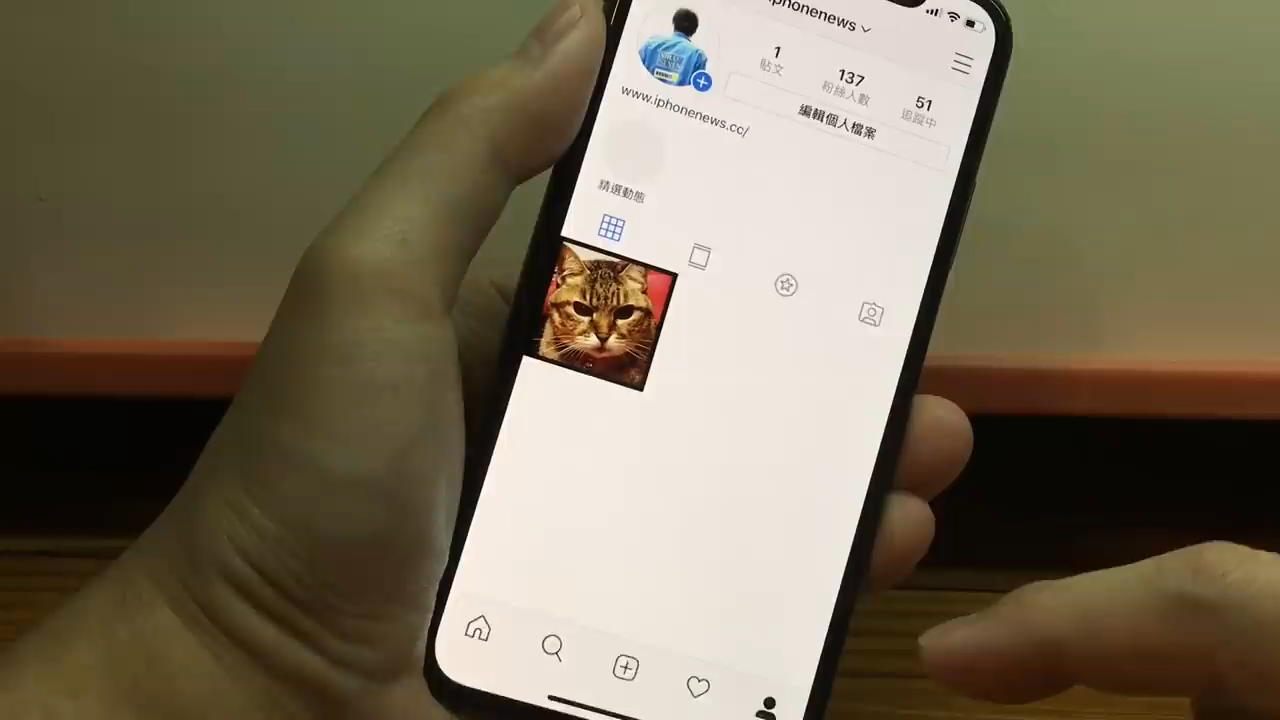 iphonenews
1
貼文
137
粉絲人數
51
追蹤中
編輯個人檔案
www.iphonenews.cc/
精選動態